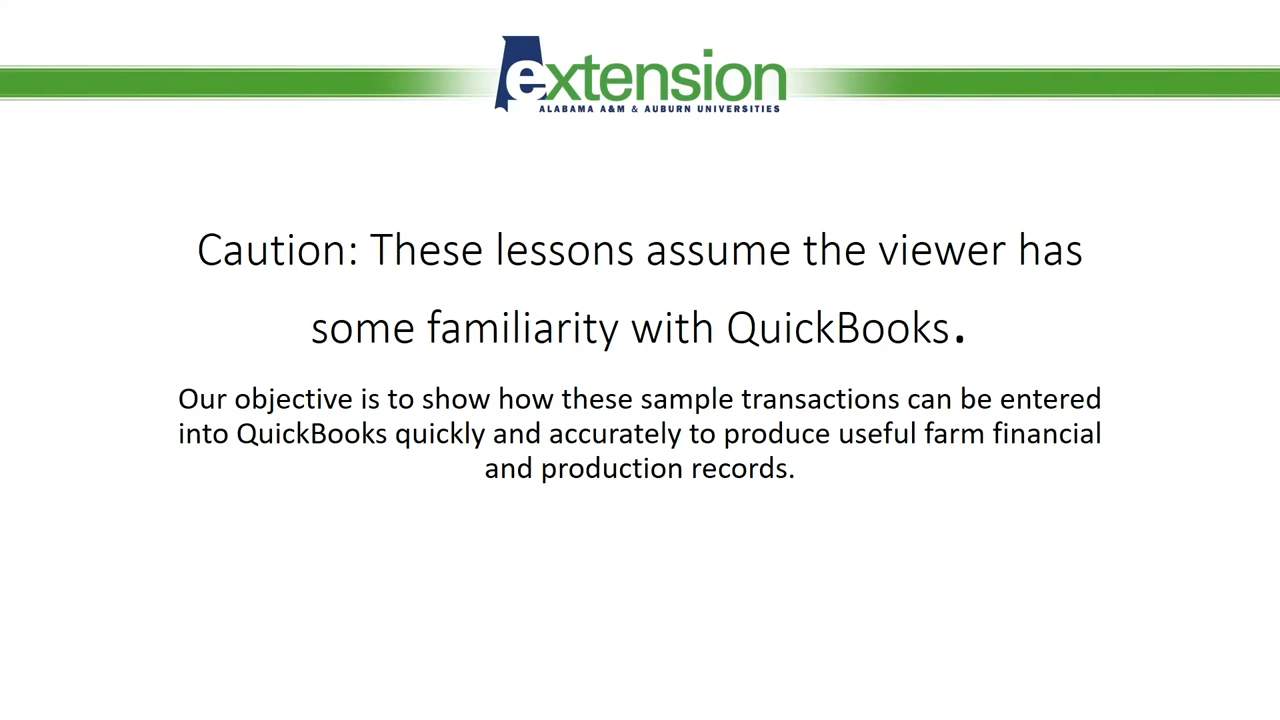 extension
ALABAMA A&M & AUBURN UNIVERSITIES
Caution: These lessons assume the viewer has
some familiarity with QuickBooks.
Our objective is to show how these sample transactions can be entered
into QuickBooks quickly and accurately to produce useful farm financial
and production records.